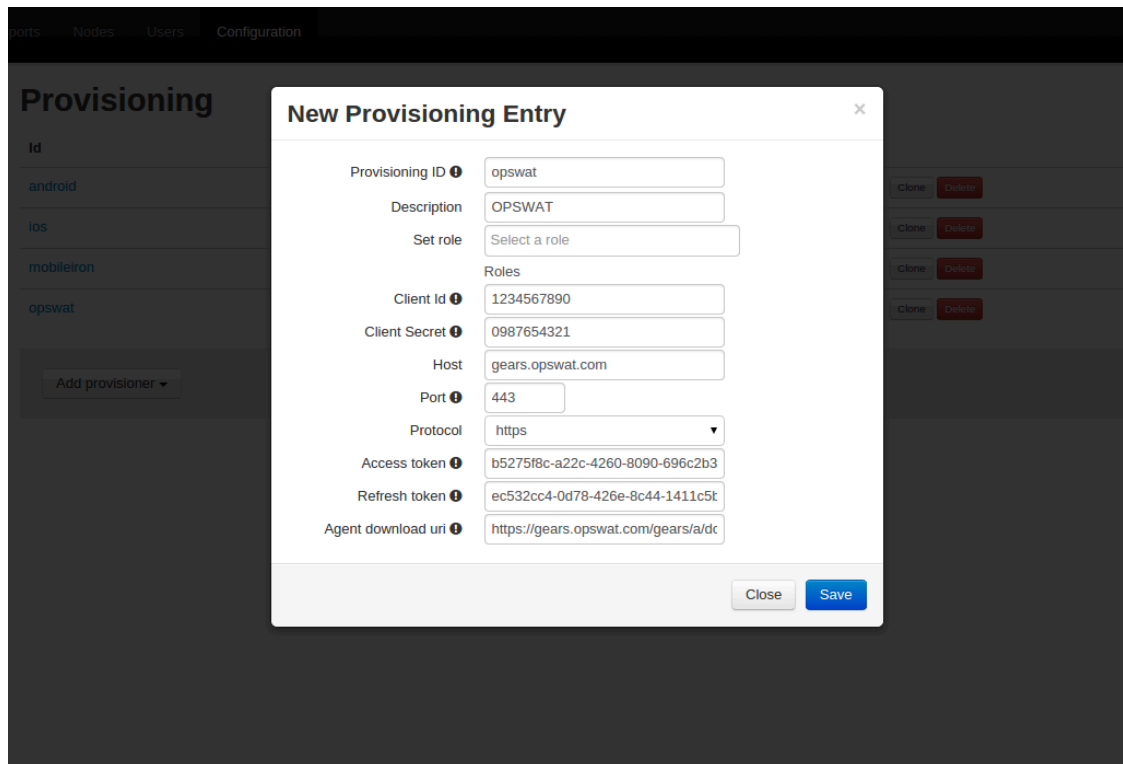 ports Nodes Users Configuration
Provisioning
Id
android
ios
mobileiron
opswat
Clone Delete
Clone Delete
Clone Delete
Clone Delete
Add provisioner
New Provisioning Entry ×
Provisioning ID opswat
Description OPSWAT
Set role Select a role
Roles
Client Id 1234567890
Client Secret 0987654321
Host gears.opswat.com
Port 443
Protocol https
Access token b5275f8c-a22c-4260-8090-696c2b3
Refresh token ec532cc4-0d78-426e-8c44-1411c5b
Agent download uri https://gears.opswat.com/gears/a/dc
Close Save